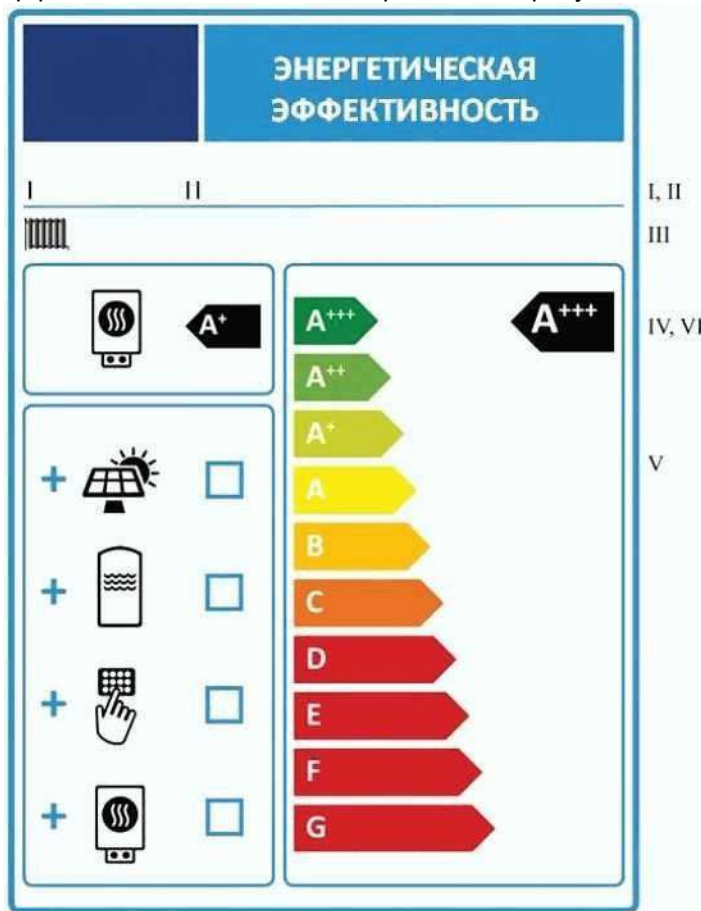 ЭНЕРГЕТИЧЕСКАЯ
ЭФФЕКТИВНОСТЬ
I II
I, II
III
A⁺
A⁺⁺⁺
A⁺⁺⁺
IV, VI
A⁺⁺
A⁺
V
A
B
C
D
E
F
G